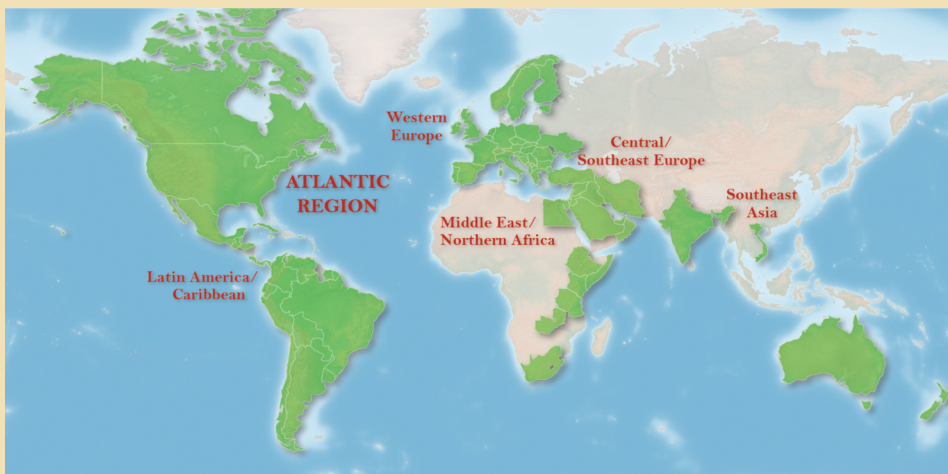 Western
Europe
Central/
Southeast Europe
ATLANTIC
REGION
Southeast
Asia
Middle East/
Northern Africa
Latin America/
Caribbean